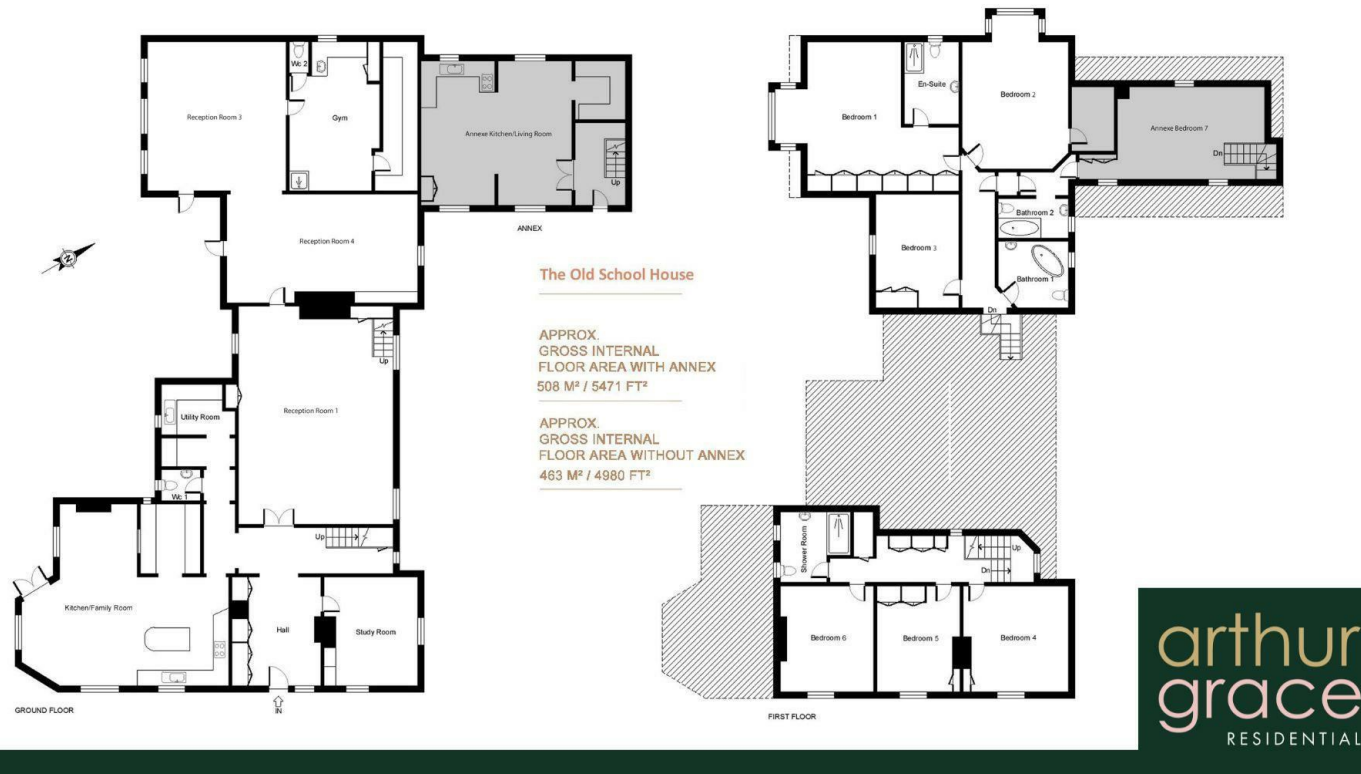 Wc 2
Reception Room 3
Gym
Annexe Kitchen/Living Room
Up
ANNEX
Reception Room 4
N
Up
Reception Room 1
Utility Room
Wc 1
Up
Kitchen/Family Room
Hall
Study Room
IN
GROUND FLOOR
The Old School House
APPROX.
GROSS INTERNAL
FLOOR AREA WITH ANNEX
508 M² / 5471 FT²
APPROX.
GROSS INTERNAL
FLOOR AREA WITHOUT ANNEX
463 M² / 4980 FT²
En-Suite
Bedroom 2
Bedroom 1
Annexe Bedroom 7
Dn
Bathroom 2
Bedroom 3
Bathroom 1
Dn
Shower Room
Up
Dn
Bedroom 6
Bedroom 5
Bedroom 4
FIRST FLOOR
arthur
grace
RESIDENTIAL